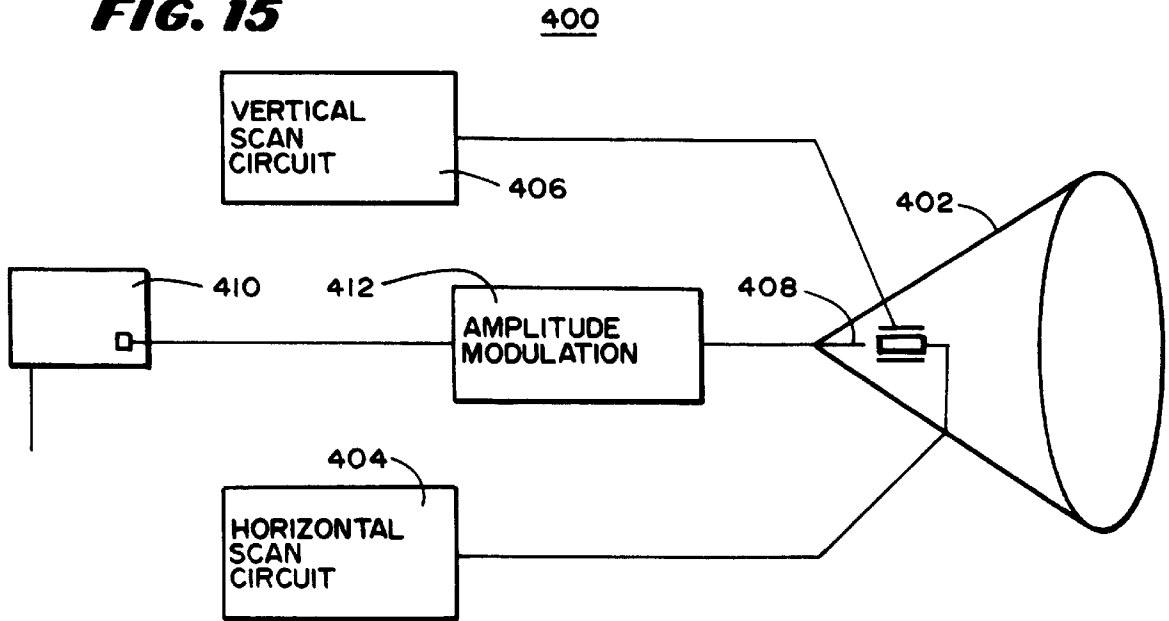 FIG. 15
400
VERTICAL
SCAN
CIRCUIT
406
402
410
412
408
AMPLITUDE
MODULATION
404
HORIZONTAL
SCAN
CIRCUIT